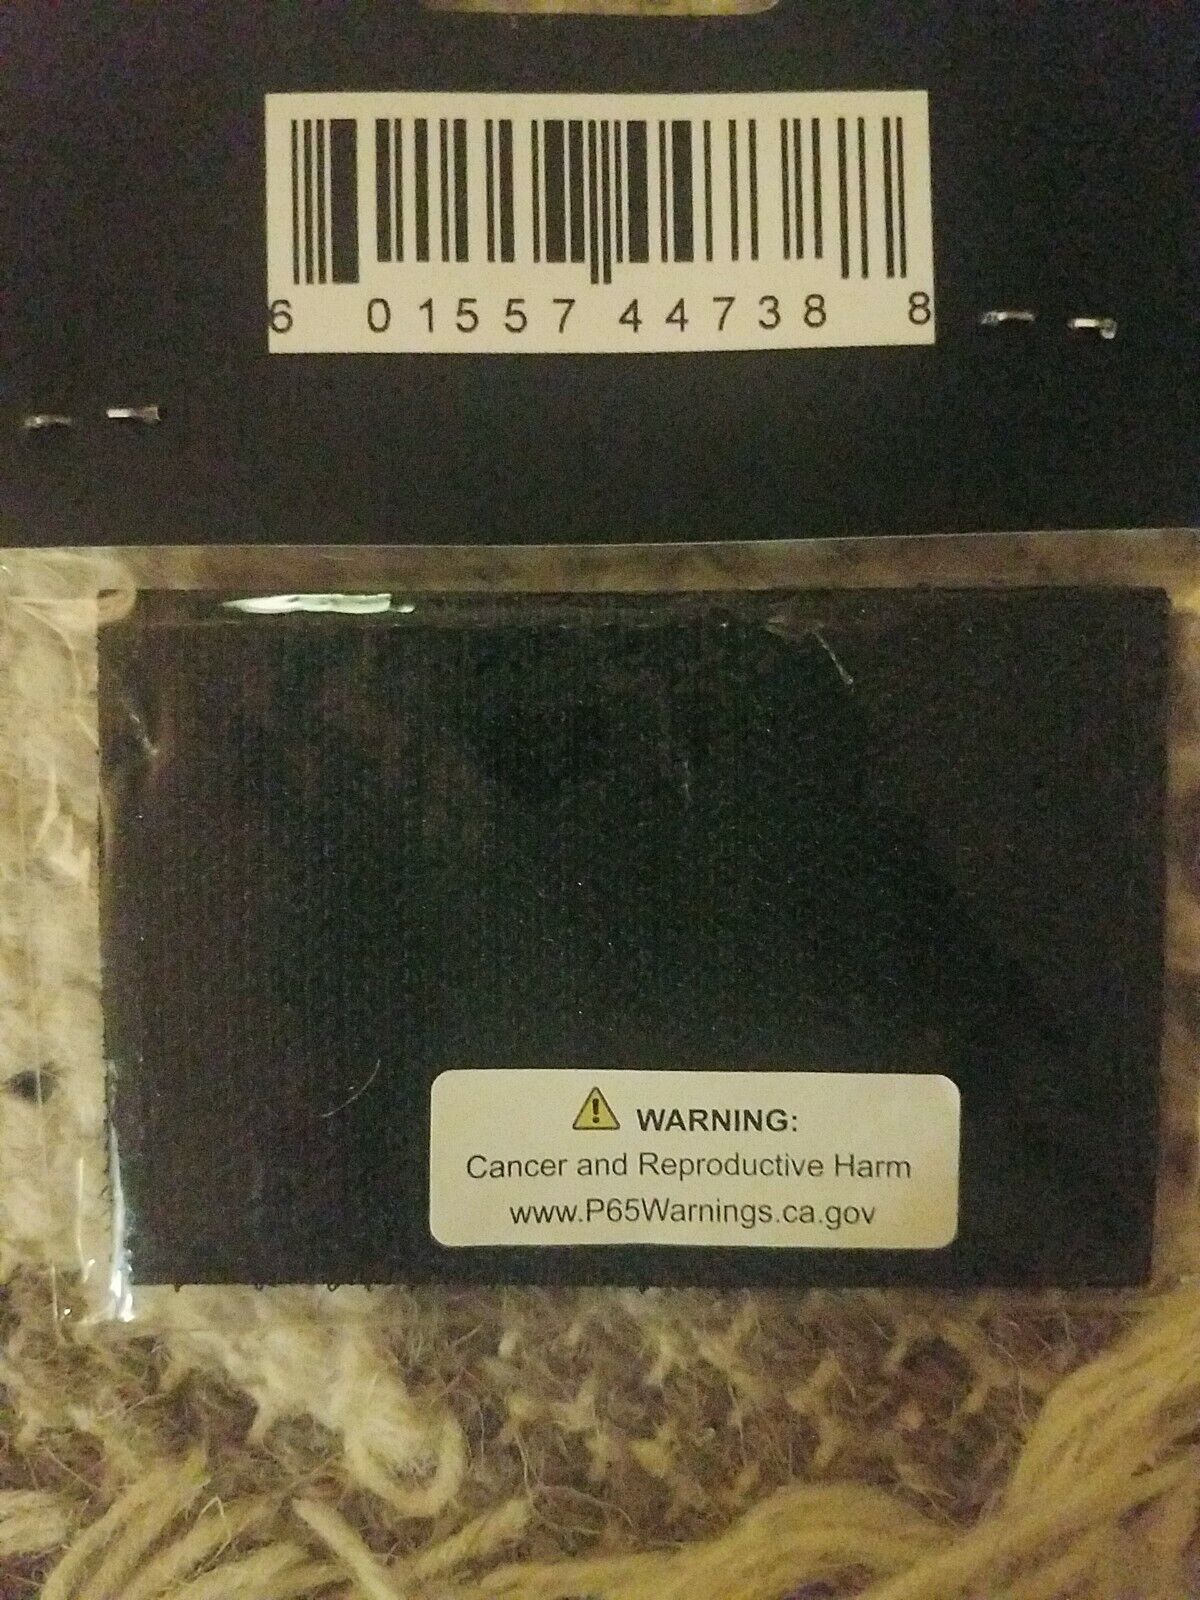 6 01557 44738 8
WARNING:
Cancer and Reproductive Harm
www.P65Warnings.ca.gov